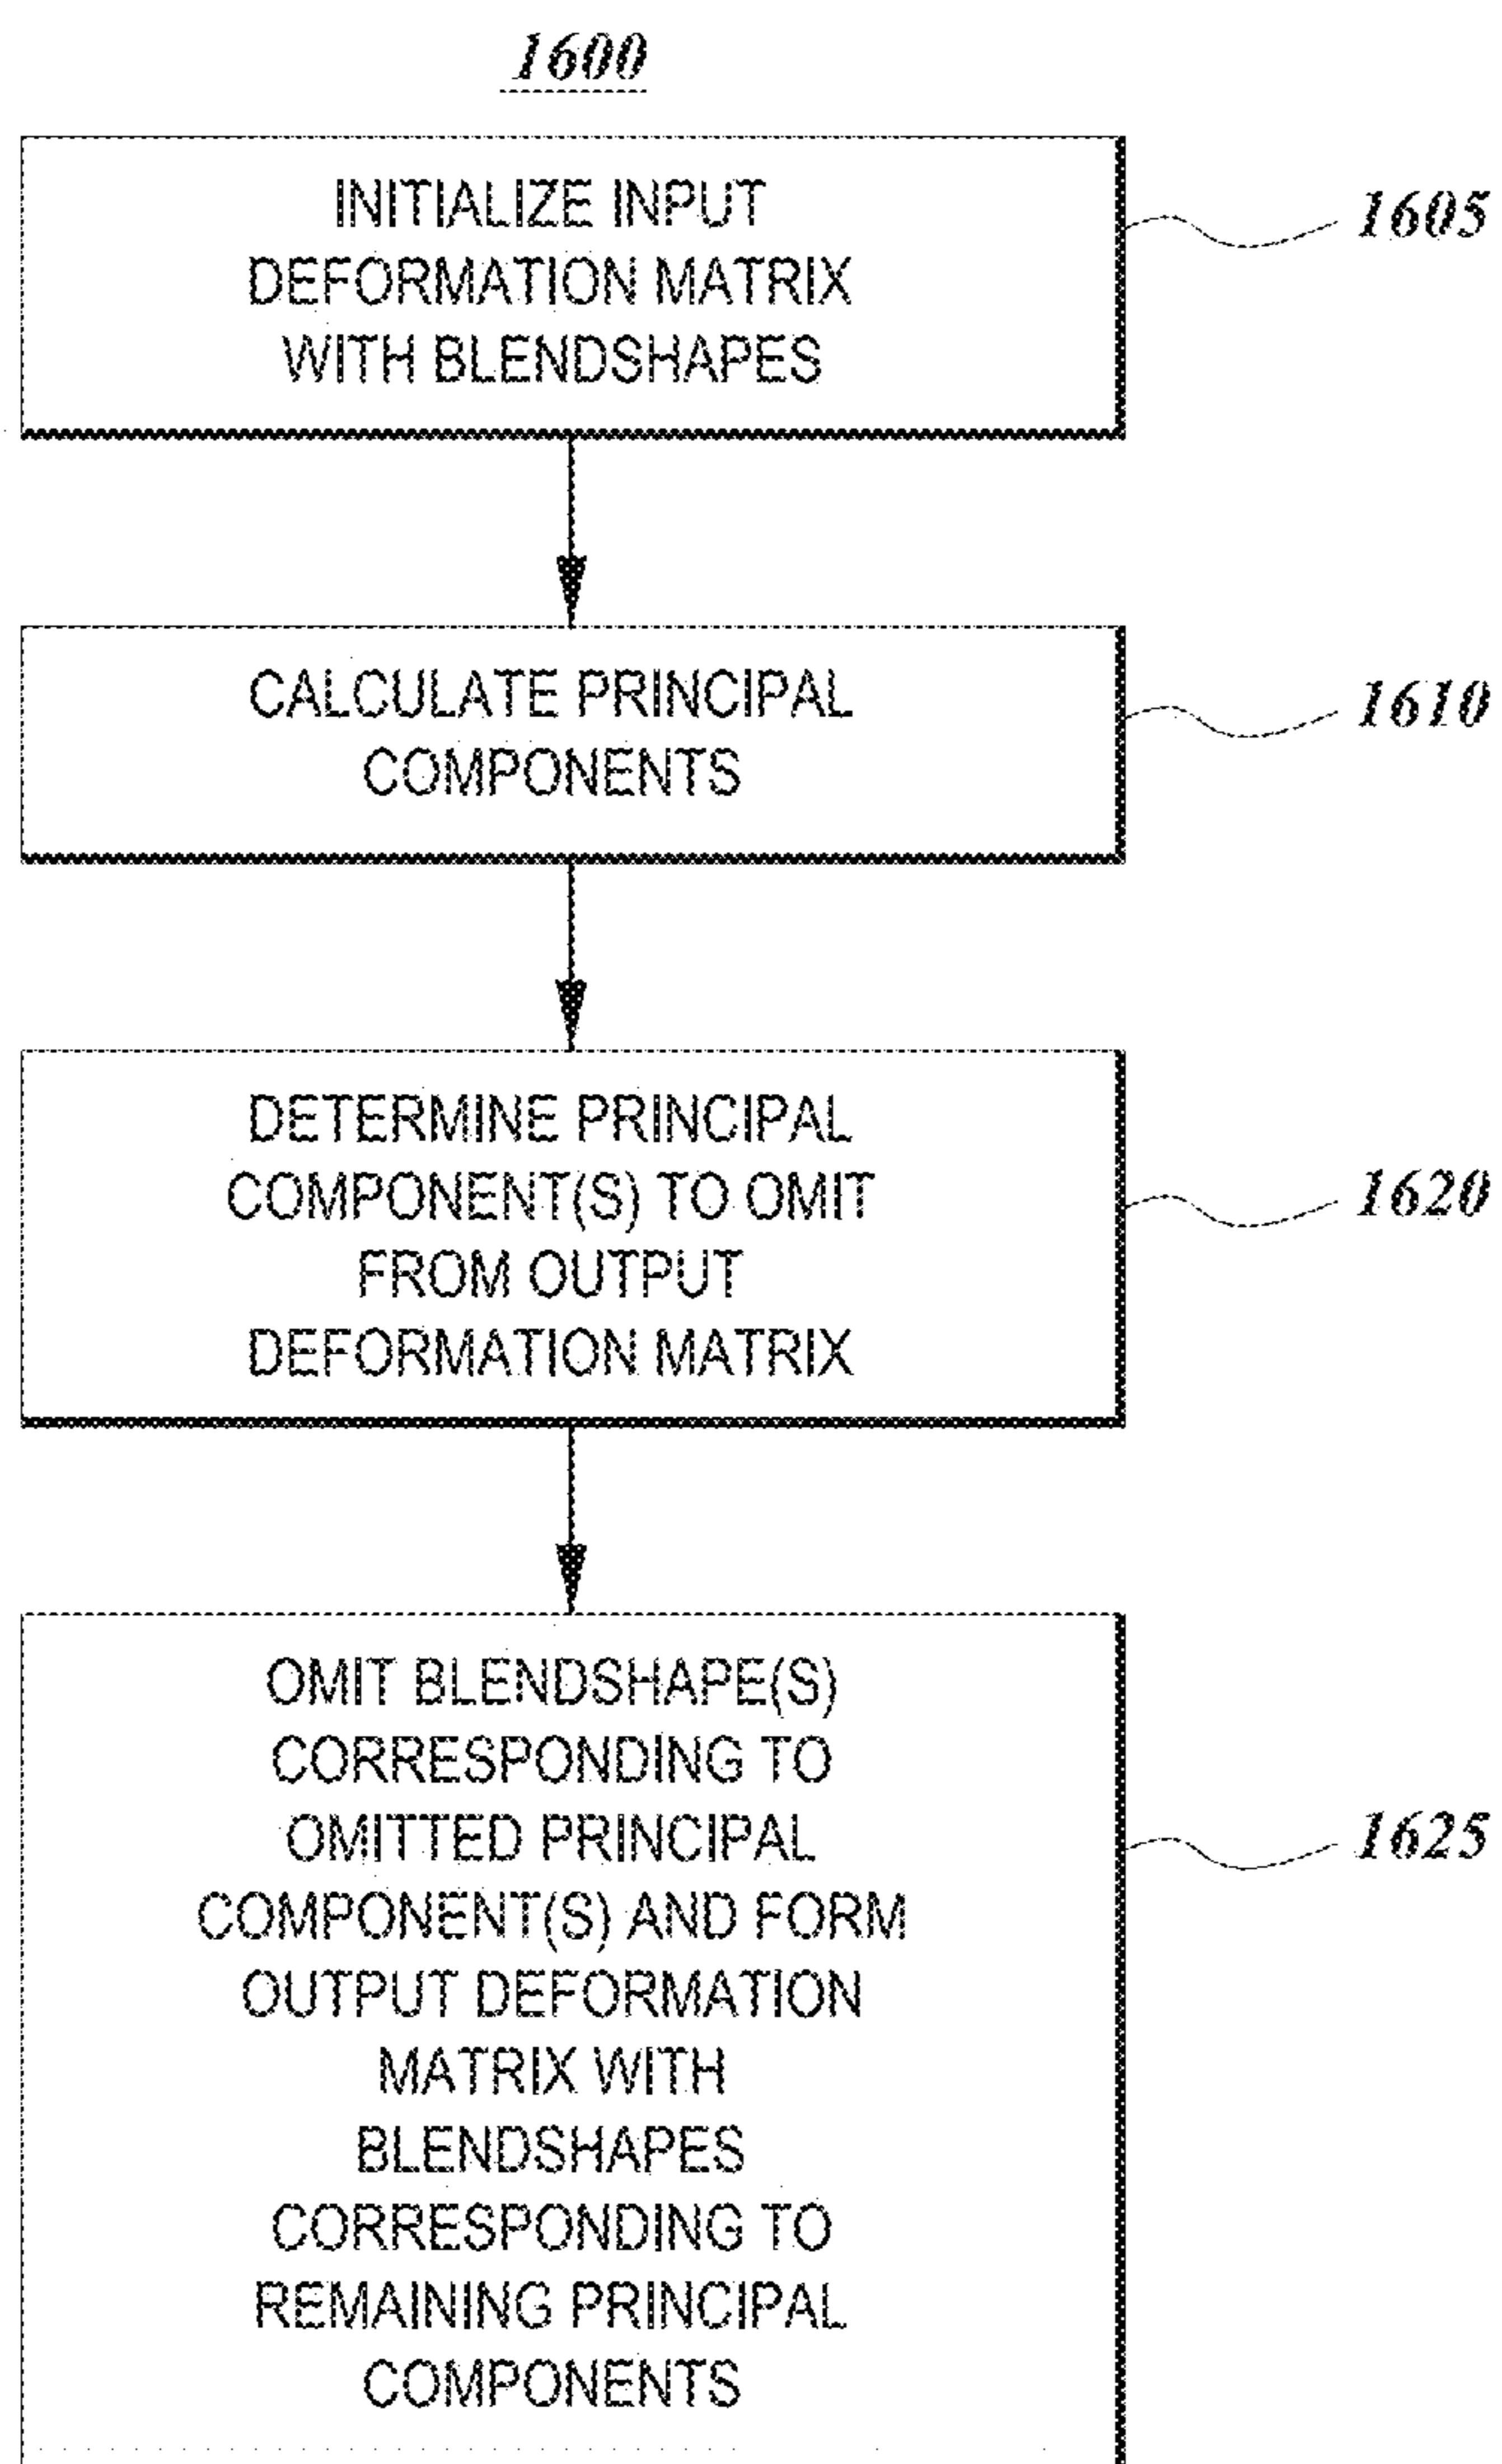 1600
INITIALIZE INPUT
DEFORMATION MATRIX
WITH BLENDSHAPES
1605
CALCULATE PRINCIPAL
COMPONENTS
1610
DETERMINE PRINCIPAL
COMPONENT(S) TO OMIT
FROM OUTPUT
DEFORMATION MATRIX
1620
OMIT BLENDSHAPE(S)
CORRESPONDING TO
OMITTED PRINCIPAL
COMPONENT(S) AND FORM
OUTPUT DEFORMATION
MATRIX WITH
BLENDSHAPES
CORRESPONDING TO
REMAINING PRINCIPAL
COMPONENTS
1625